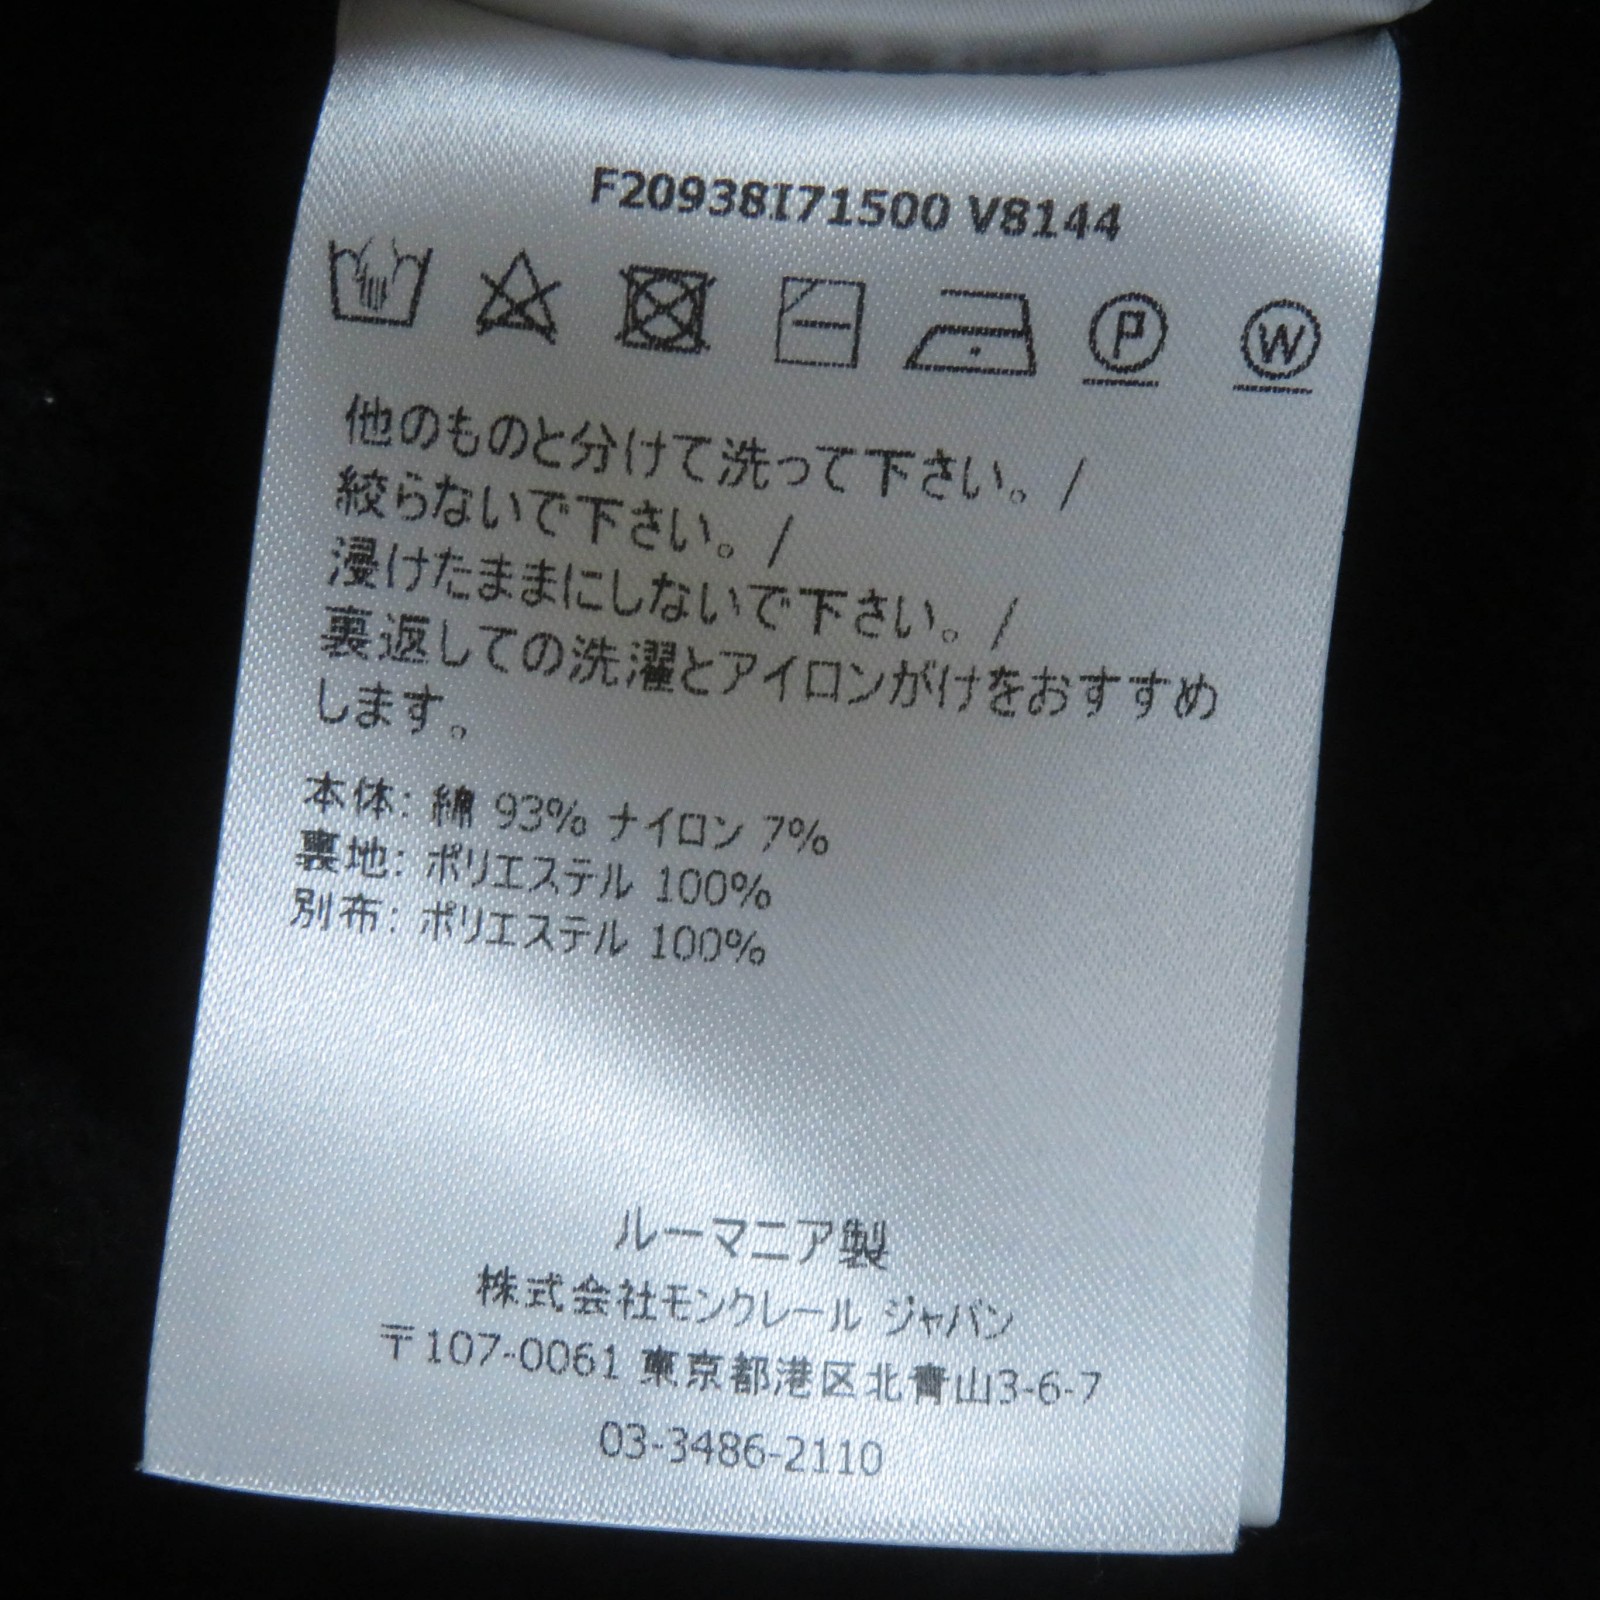 F20938I71500 V8144
P W
他のものと分けて洗って下さい。/
絞らないで下さい。/
浸けたままにしないで下さい。/
裏返しての洗濯とアイロンがけをおすすめ
します。
本体: 綿 93% ナイロン 7%
裏地: ポリエステル 100%
別布: ポリエステル 100%
ルーマニア製
株式会社モンクレール ジャパン
〒107-0061 東京都港区北青山3-6-7
03-3486-2110